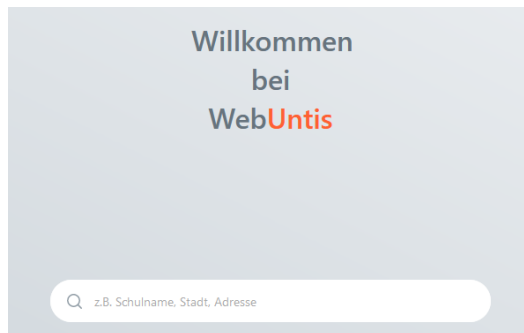 Willkommen
bei
WebUntis
z.B. Schulname, Stadt, Adresse